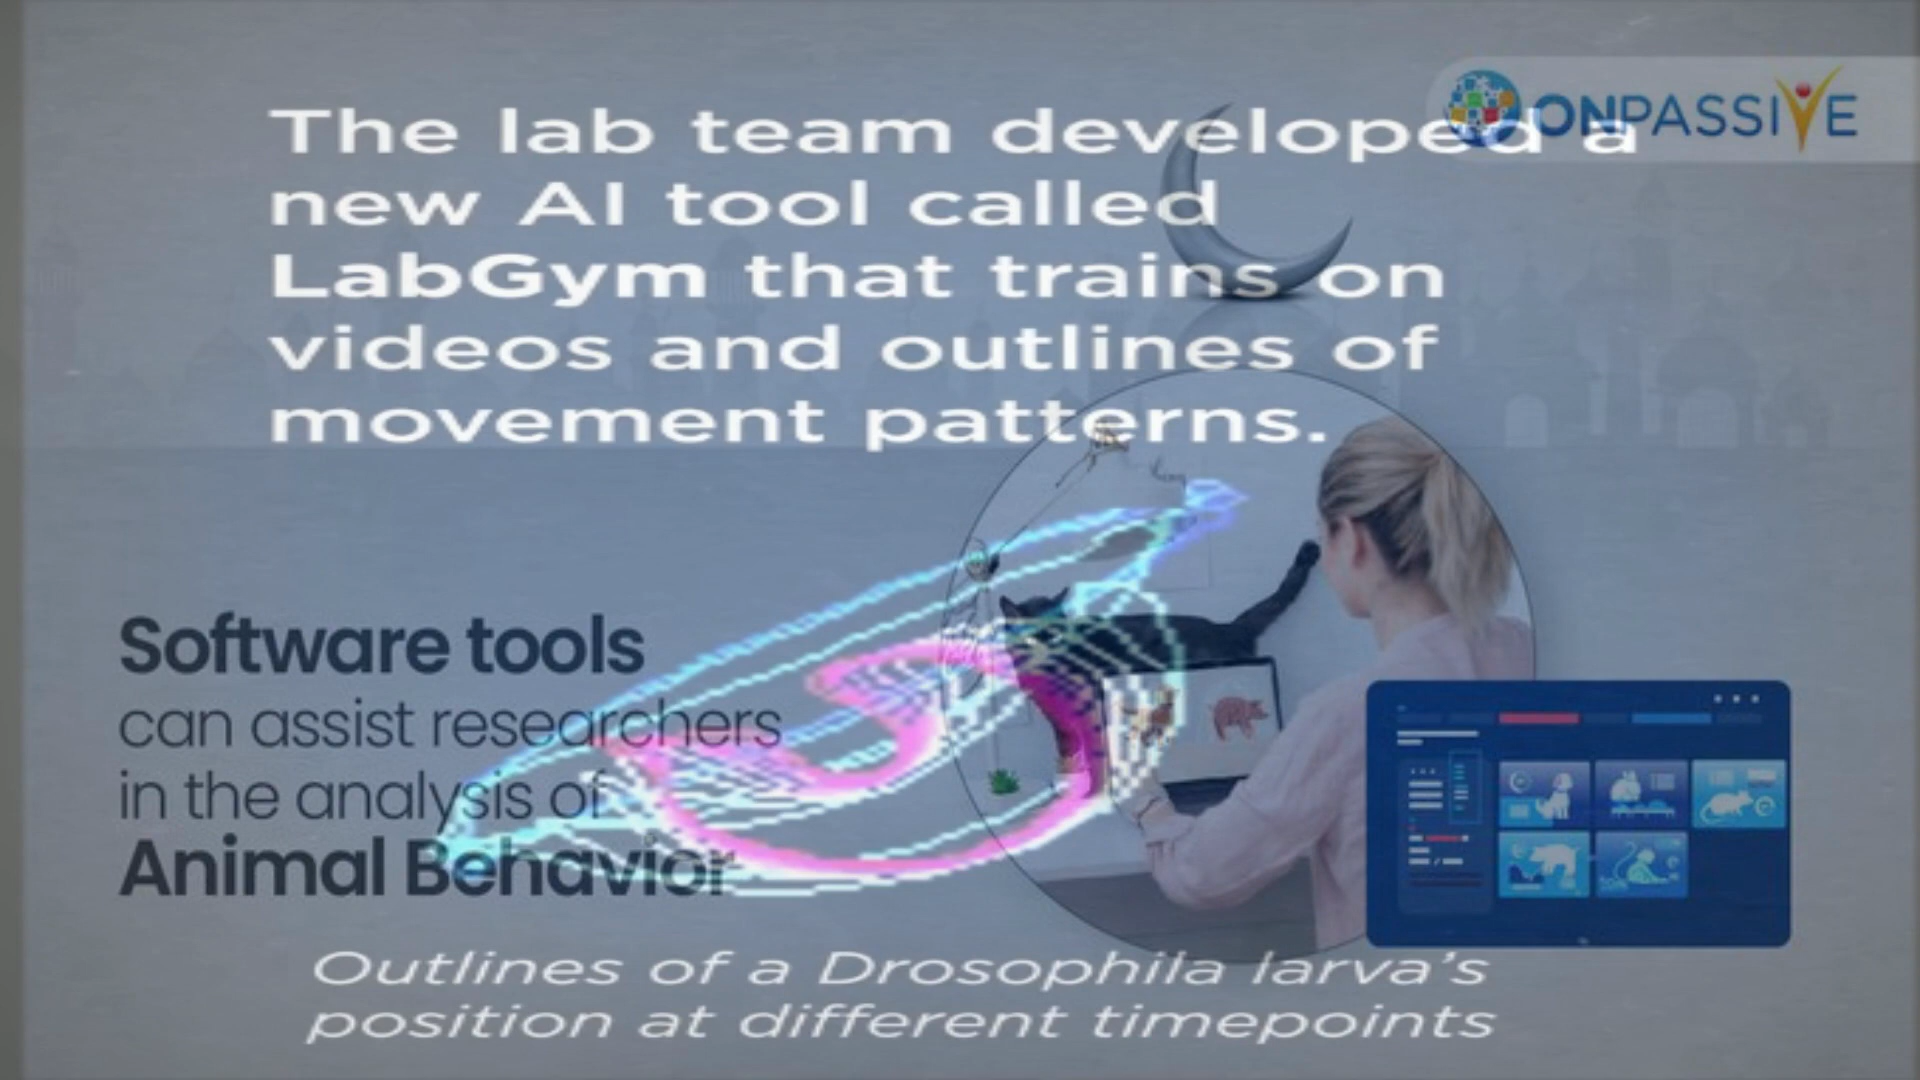 The lab team developed a
new AI tool called
LabGym that trains on
videos and outlines of
movement patterns.
ONPASSIVE
Software tools
can assist researchers
in the analysis of
Animal Behavior
Outlines of a Drosophila larva's
position at different timepoints